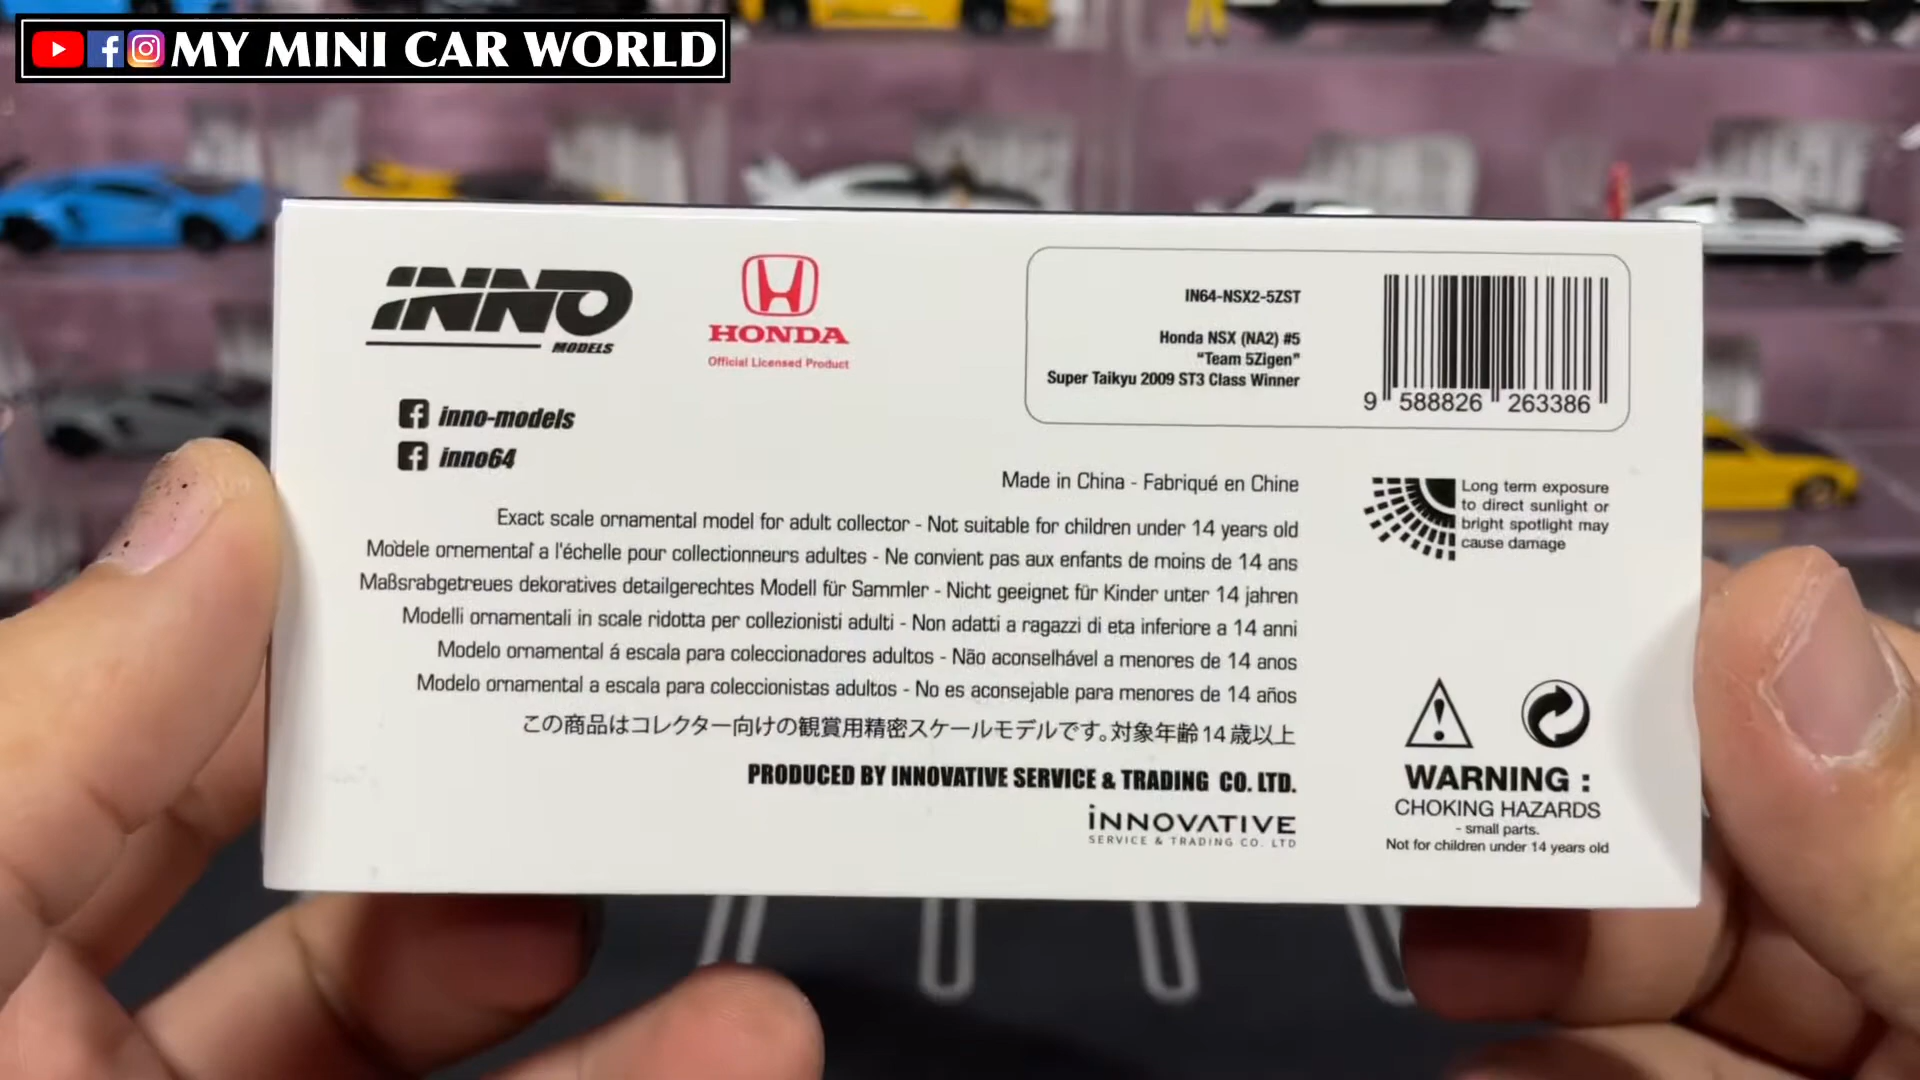 MY MINI CAR WORLD
INNO
MODELS
HONDA
Official Licensed Product
inno-models
inno64
IN64-NSX2-5ZST
Honda NSX (NA2) #5
"Team 5Zigen"
Super Taikyu 2009 ST3 Class Winner
9 588826 263386
Made in China - Fabriqué en Chine
Exact scale ornamental model for adult collector - Not suitable for children under 14 years old
Modèle ornemental a l'échelle pour collectionneurs adultes - Ne convient pas aux enfants de moins de 14 ans
Maßsrabgetreues dekoratives detailgerechtes Modell für Sammler - Nicht geeignet für Kinder unter 14 jahren
Modelli ornamentali in scale ridotta per collezionisti adulti - Non adatti a ragazzi di eta inferiore a 14 anni
Modelo ornamental á escala para coleccionadores adultos - Não aconselhável a menores de 14 anos
Modelo ornamental a escala para coleccionistas adultos - No es aconsejable para menores de 14 años
この商品はコレクター向けの観賞用精密スケールモデルです。対象年齢14歳以上
PRODUCED BY INNOVATIVE SERVICE & TRADING CO. LTD.
INNOVATIVE
SERVICE & TRADING CO. LTD
Long term exposure
to direct sunlight or
bright spotlight may
cause damage
WARNING :
CHOKING HAZARDS
- small parts.
Not for children under 14 years old